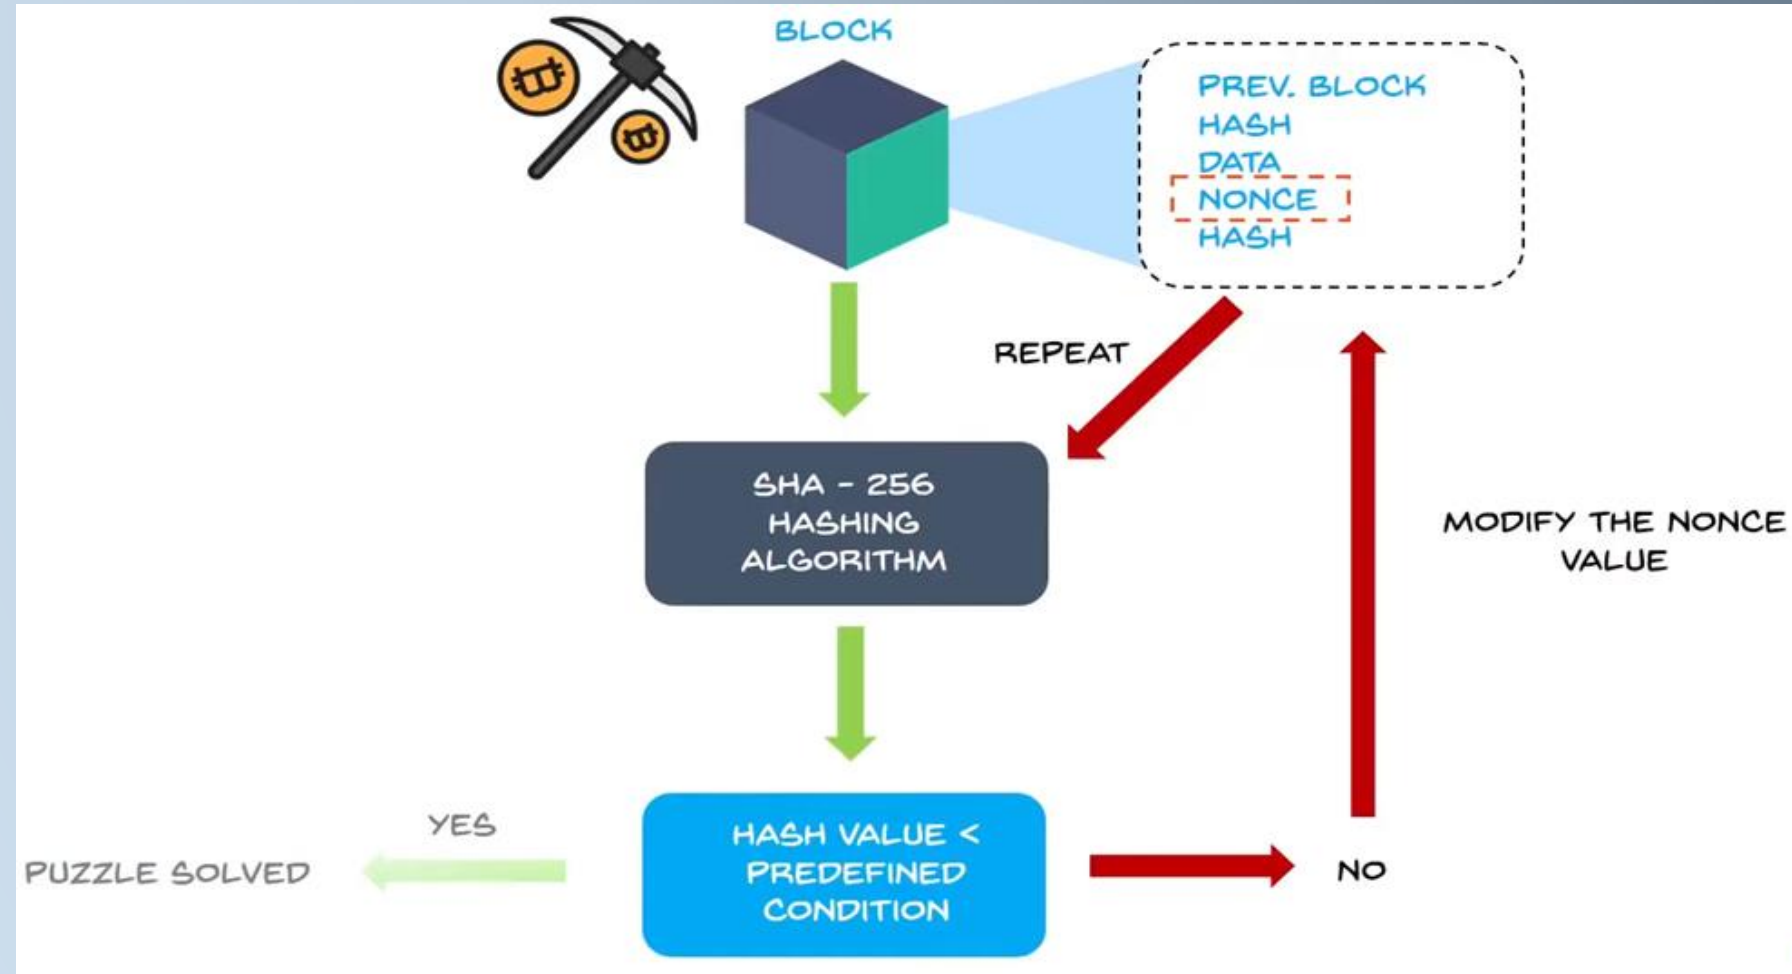 BLOCK
PREV. BLOCK
HASH
DATA
NONCE
HASH
REPEAT
SHA - 256
HASHING
ALGORITHM
MODIFY THE NONCE
VALUE
YES
PUZZLE SOLVED
HASH VALUE <
PREDEFINED
CONDITION
NO